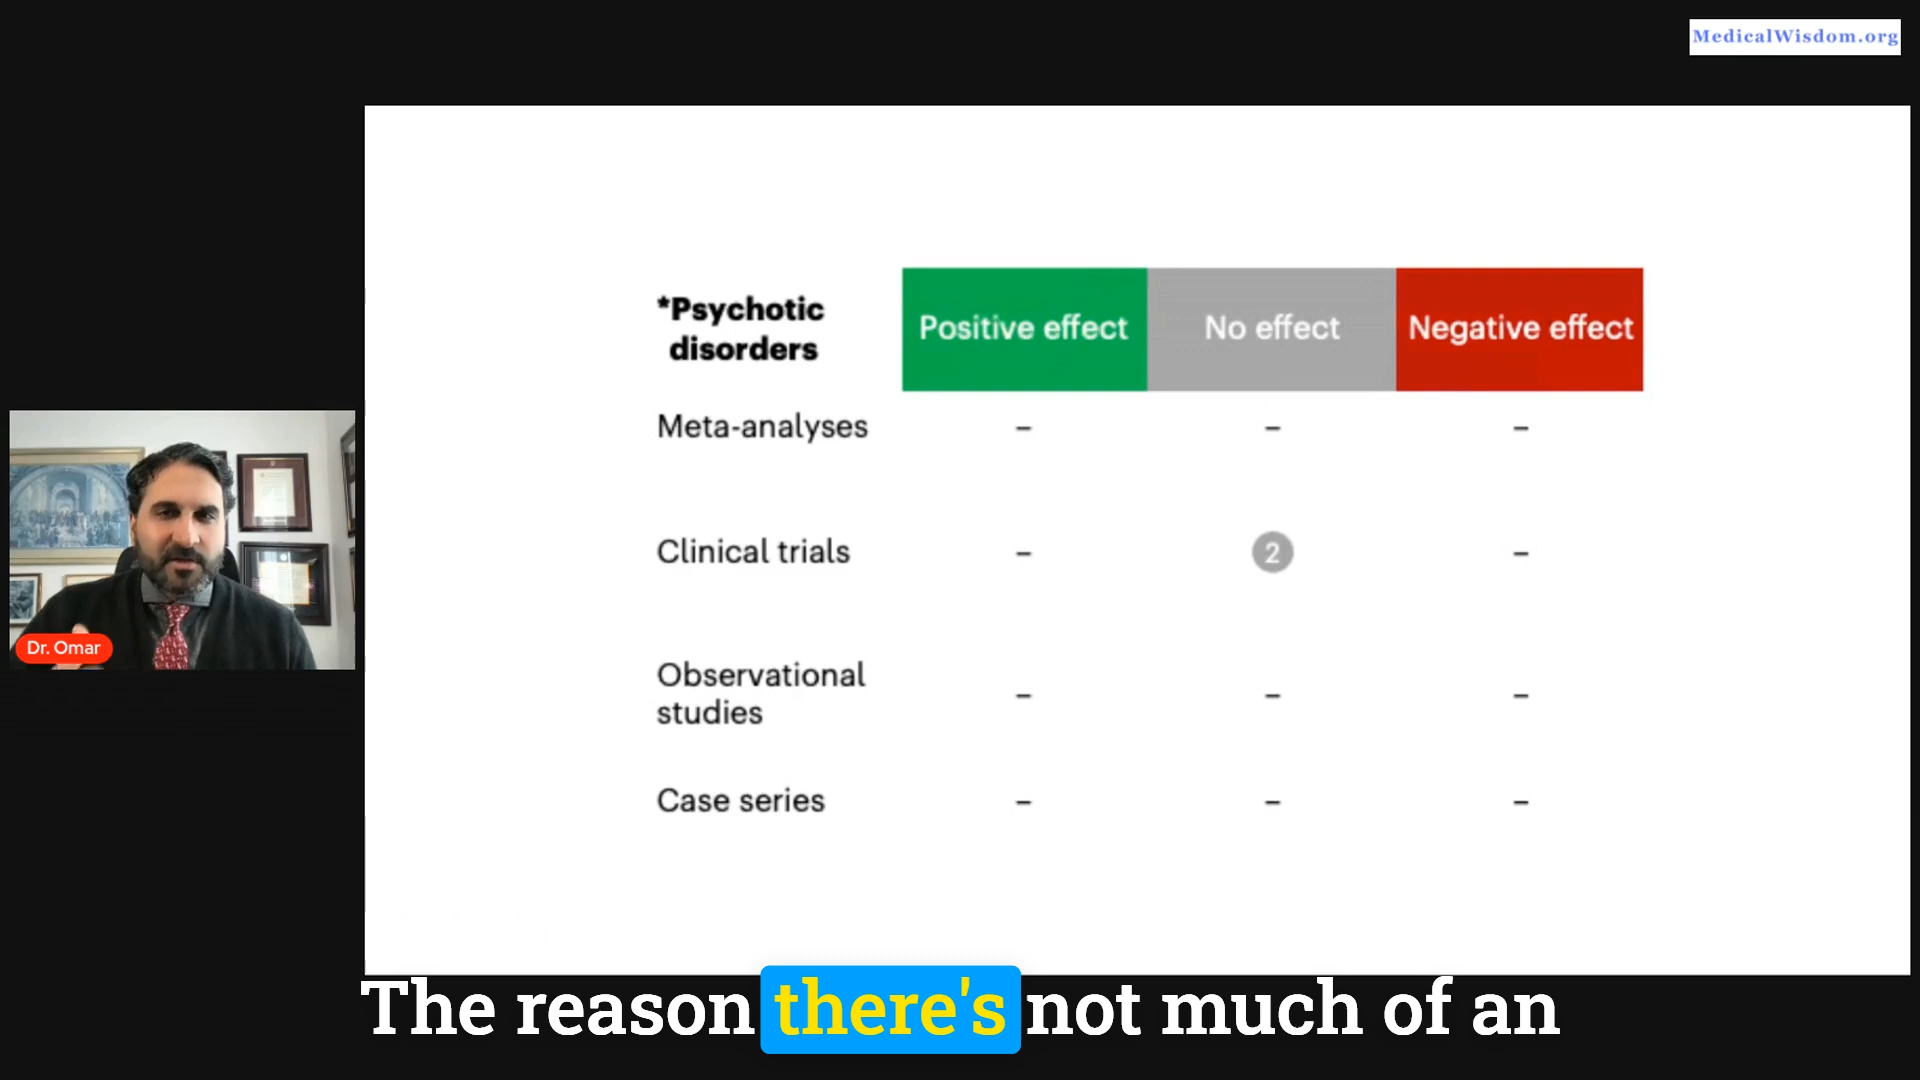 MedicalWisdom.org
*Psychotic
disorders
Positive effect
No effect
Negative effect
Meta-analyses
–
–
–
Clinical trials
–
2
–
Observational
studies
–
–
–
Case series
–
–
–
Dr. Omar
The reason there's not much of an